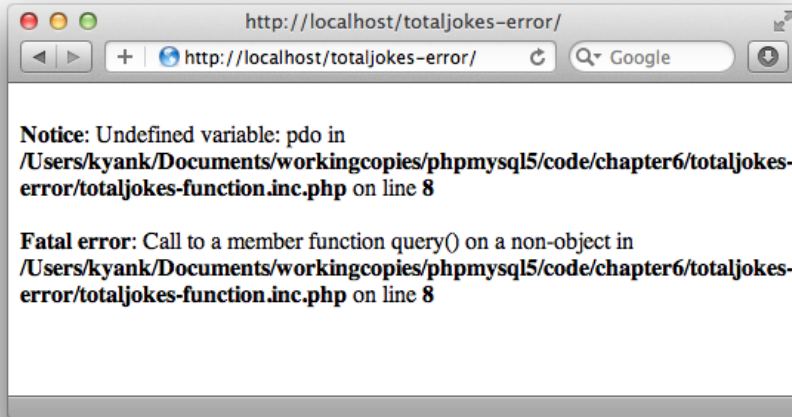 http://localhost/totaljokes-error/
http://localhost/totaljokes-error/ Google
Notice: Undefined variable: pdo in
/Users/kyank/Documents/workingcopies/phpmysql5/code/chapter6/totaljokes-
error/totaljokes-function.inc.php on line 8
Fatal error: Call to a member function query() on a non-object in
/Users/kyank/Documents/workingcopies/phpmysql5/code/chapter6/totaljokes-
error/totaljokes-function.inc.php on line 8